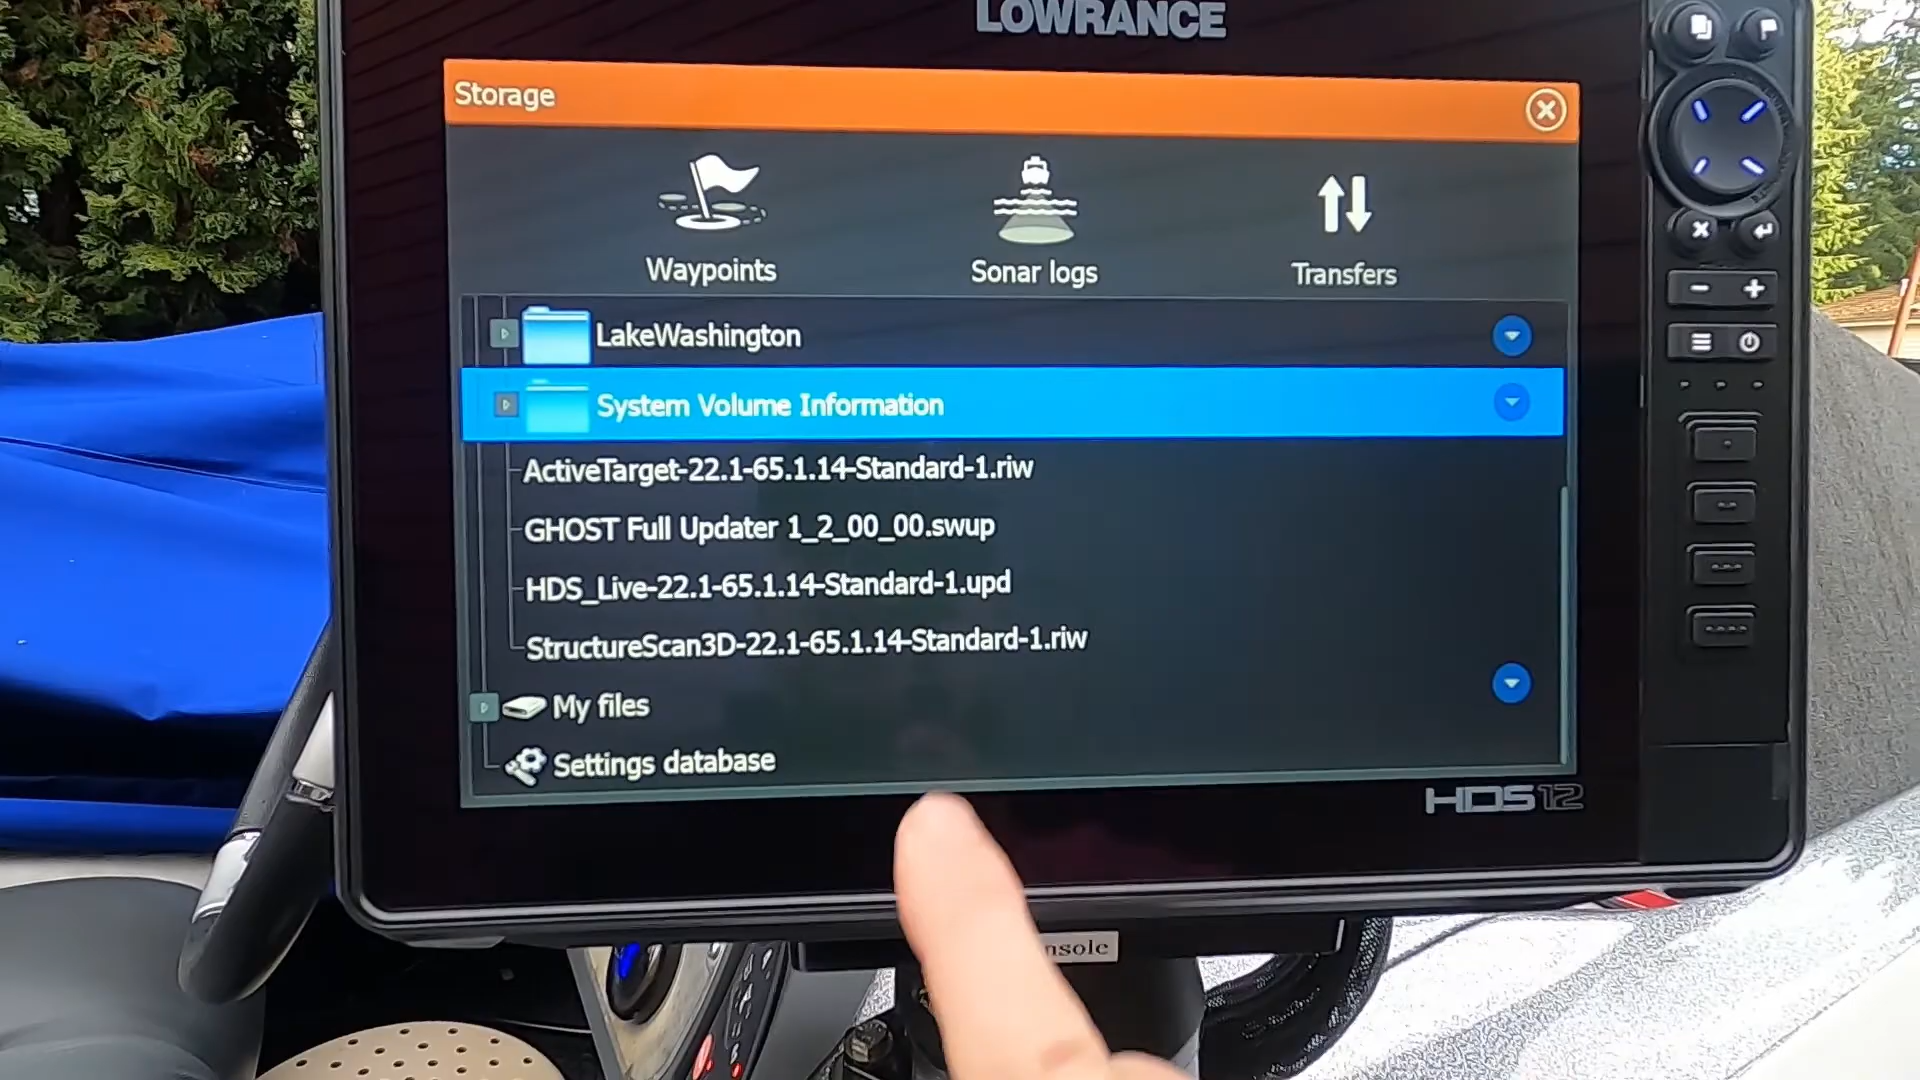 LOWRANCE
Storage
Waypoints
Sonar logs
Transfers
LakeWashington
System Volume Information
ActiveTarget-22.1-65.1.14-Standard-1.riw
GHOST Full Updater 1_2_00_00.swup
HDS_Live-22.1-65.1.14-Standard-1.upd
StructureScan3D-22.1-65.1.14-Standard-1.riw
My files
Settings database
HDS 12
nsole